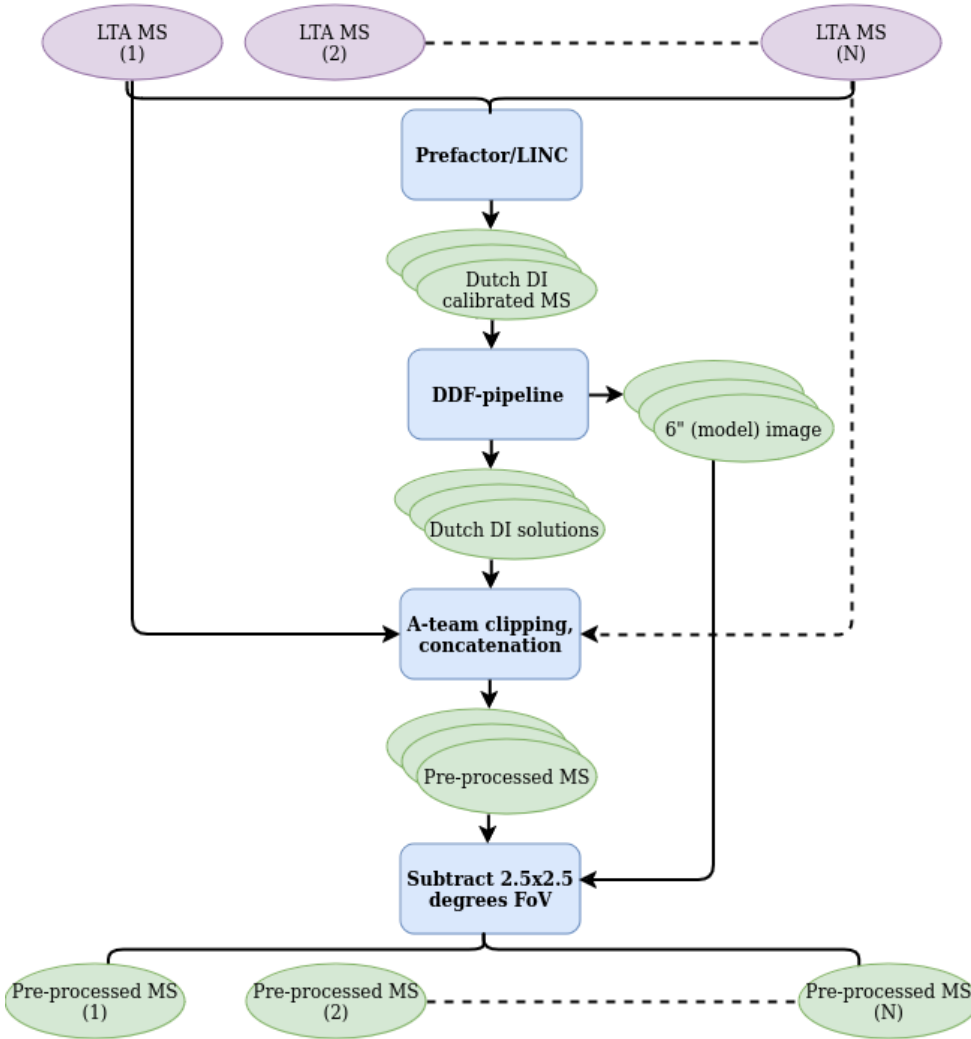 LTA MS
(1)
LTA MS
(2)
LTA MS
(N)
Prefactor/LINC
Dutch DI
calibrated MS
DDF-pipeline
6" (model) image
Dutch DI solutions
A-team clipping,
concatenation
Pre-processed MS
Subtract 2.5x2.5
degrees FoV
Pre-processed MS
(1)
Pre-processed MS
(2)
Pre-processed MS
(N)